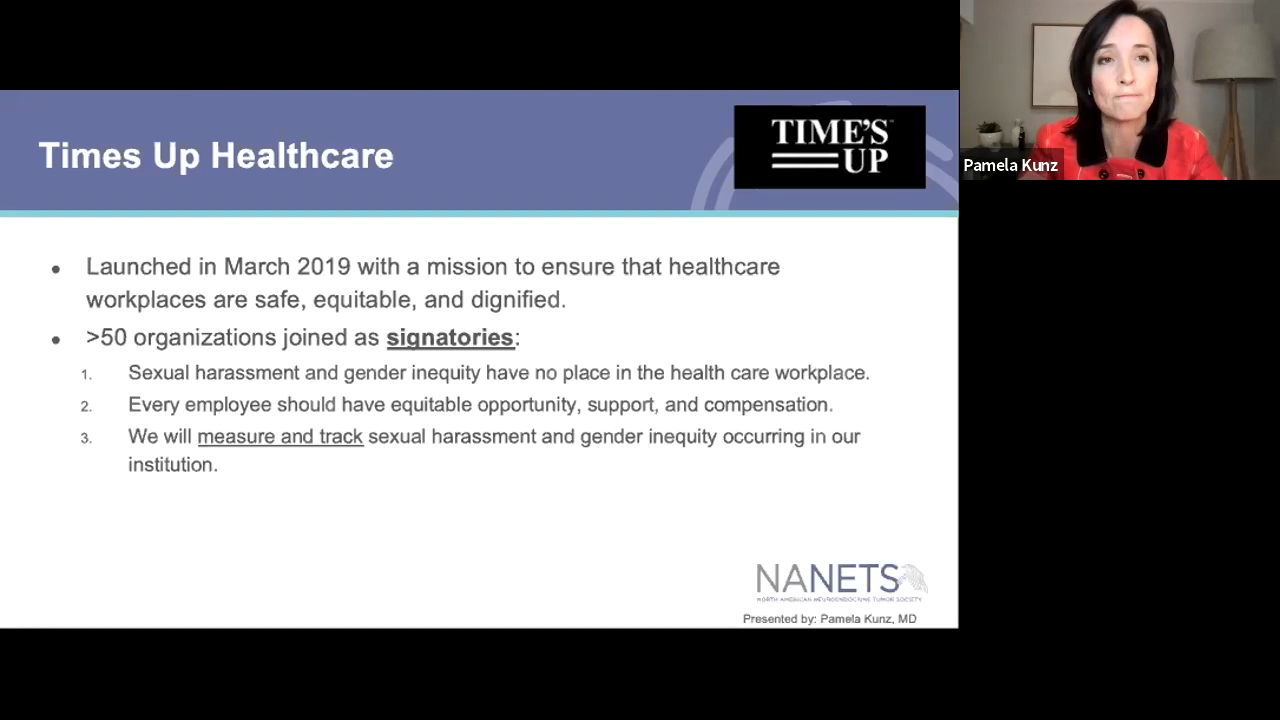 Times Up Healthcare
TIME'S™
UP
Pamela Kunz
• Launched in March 2019 with a mission to ensure that healthcare
workplaces are safe, equitable, and dignified.
• >50 organizations joined as signatories:
1. Sexual harassment and gender inequity have no place in the health care workplace.
2. Every employee should have equitable opportunity, support, and compensation.
3. We will measure and track sexual harassment and gender inequity occurring in our
institution.
NANETS
NORTH AMERICAN NEUROENDOCRINE TUMOR SOCIETY
Presented by: Pamela Kunz, MD